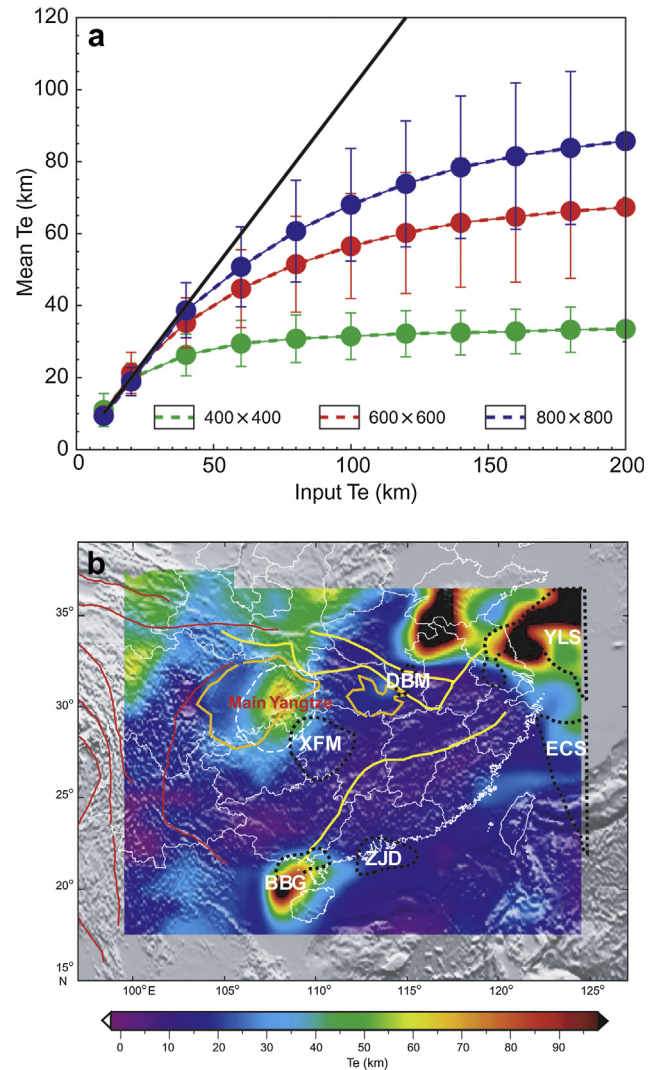 a
120
100
80
60
40
20
0
Mean Te (km)
400×400 600×600 800×800
0 50 100 150 200
Input Te (km)
b
35°
30°
25°
20°
15°
N
YLS
DBM
Main Yangtze
XFM
ECS
ZJD
BBG
100°E 105° 110° 115° 120° 125°
0 10 20 30 40 50 60 70 80 90
Te (km)